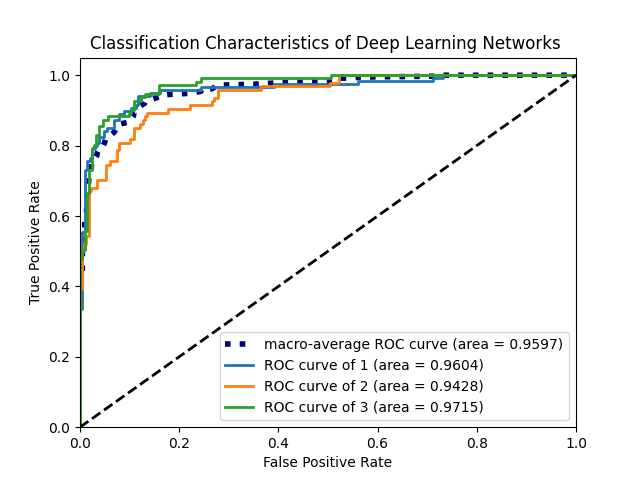 Classification Characteristics of Deep Learning Networks
1.0
0.8
0.6
0.4
0.2
0.0
True Positive Rate
macro-average ROC curve (area = 0.9597)
ROC curve of 1 (area = 0.9604)
ROC curve of 2 (area = 0.9428)
ROC curve of 3 (area = 0.9715)
0.0 0.2 0.4 0.6 0.8 1.0
False Positive Rate